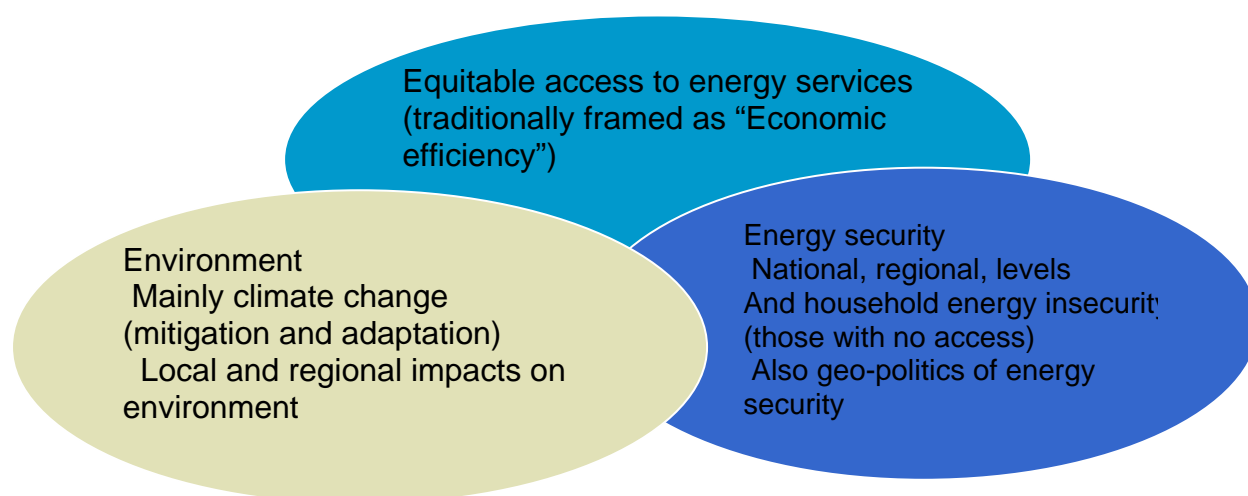 Equitable access to energy services
(traditionally framed as “Economic
efficiency”)
Environment
Mainly climate change
(mitigation and adaptation)
Local and regional impacts on
environment
Energy security
National, regional, levels
And household energy insecurity
(those with no access)
Also geo-politics of energy
security